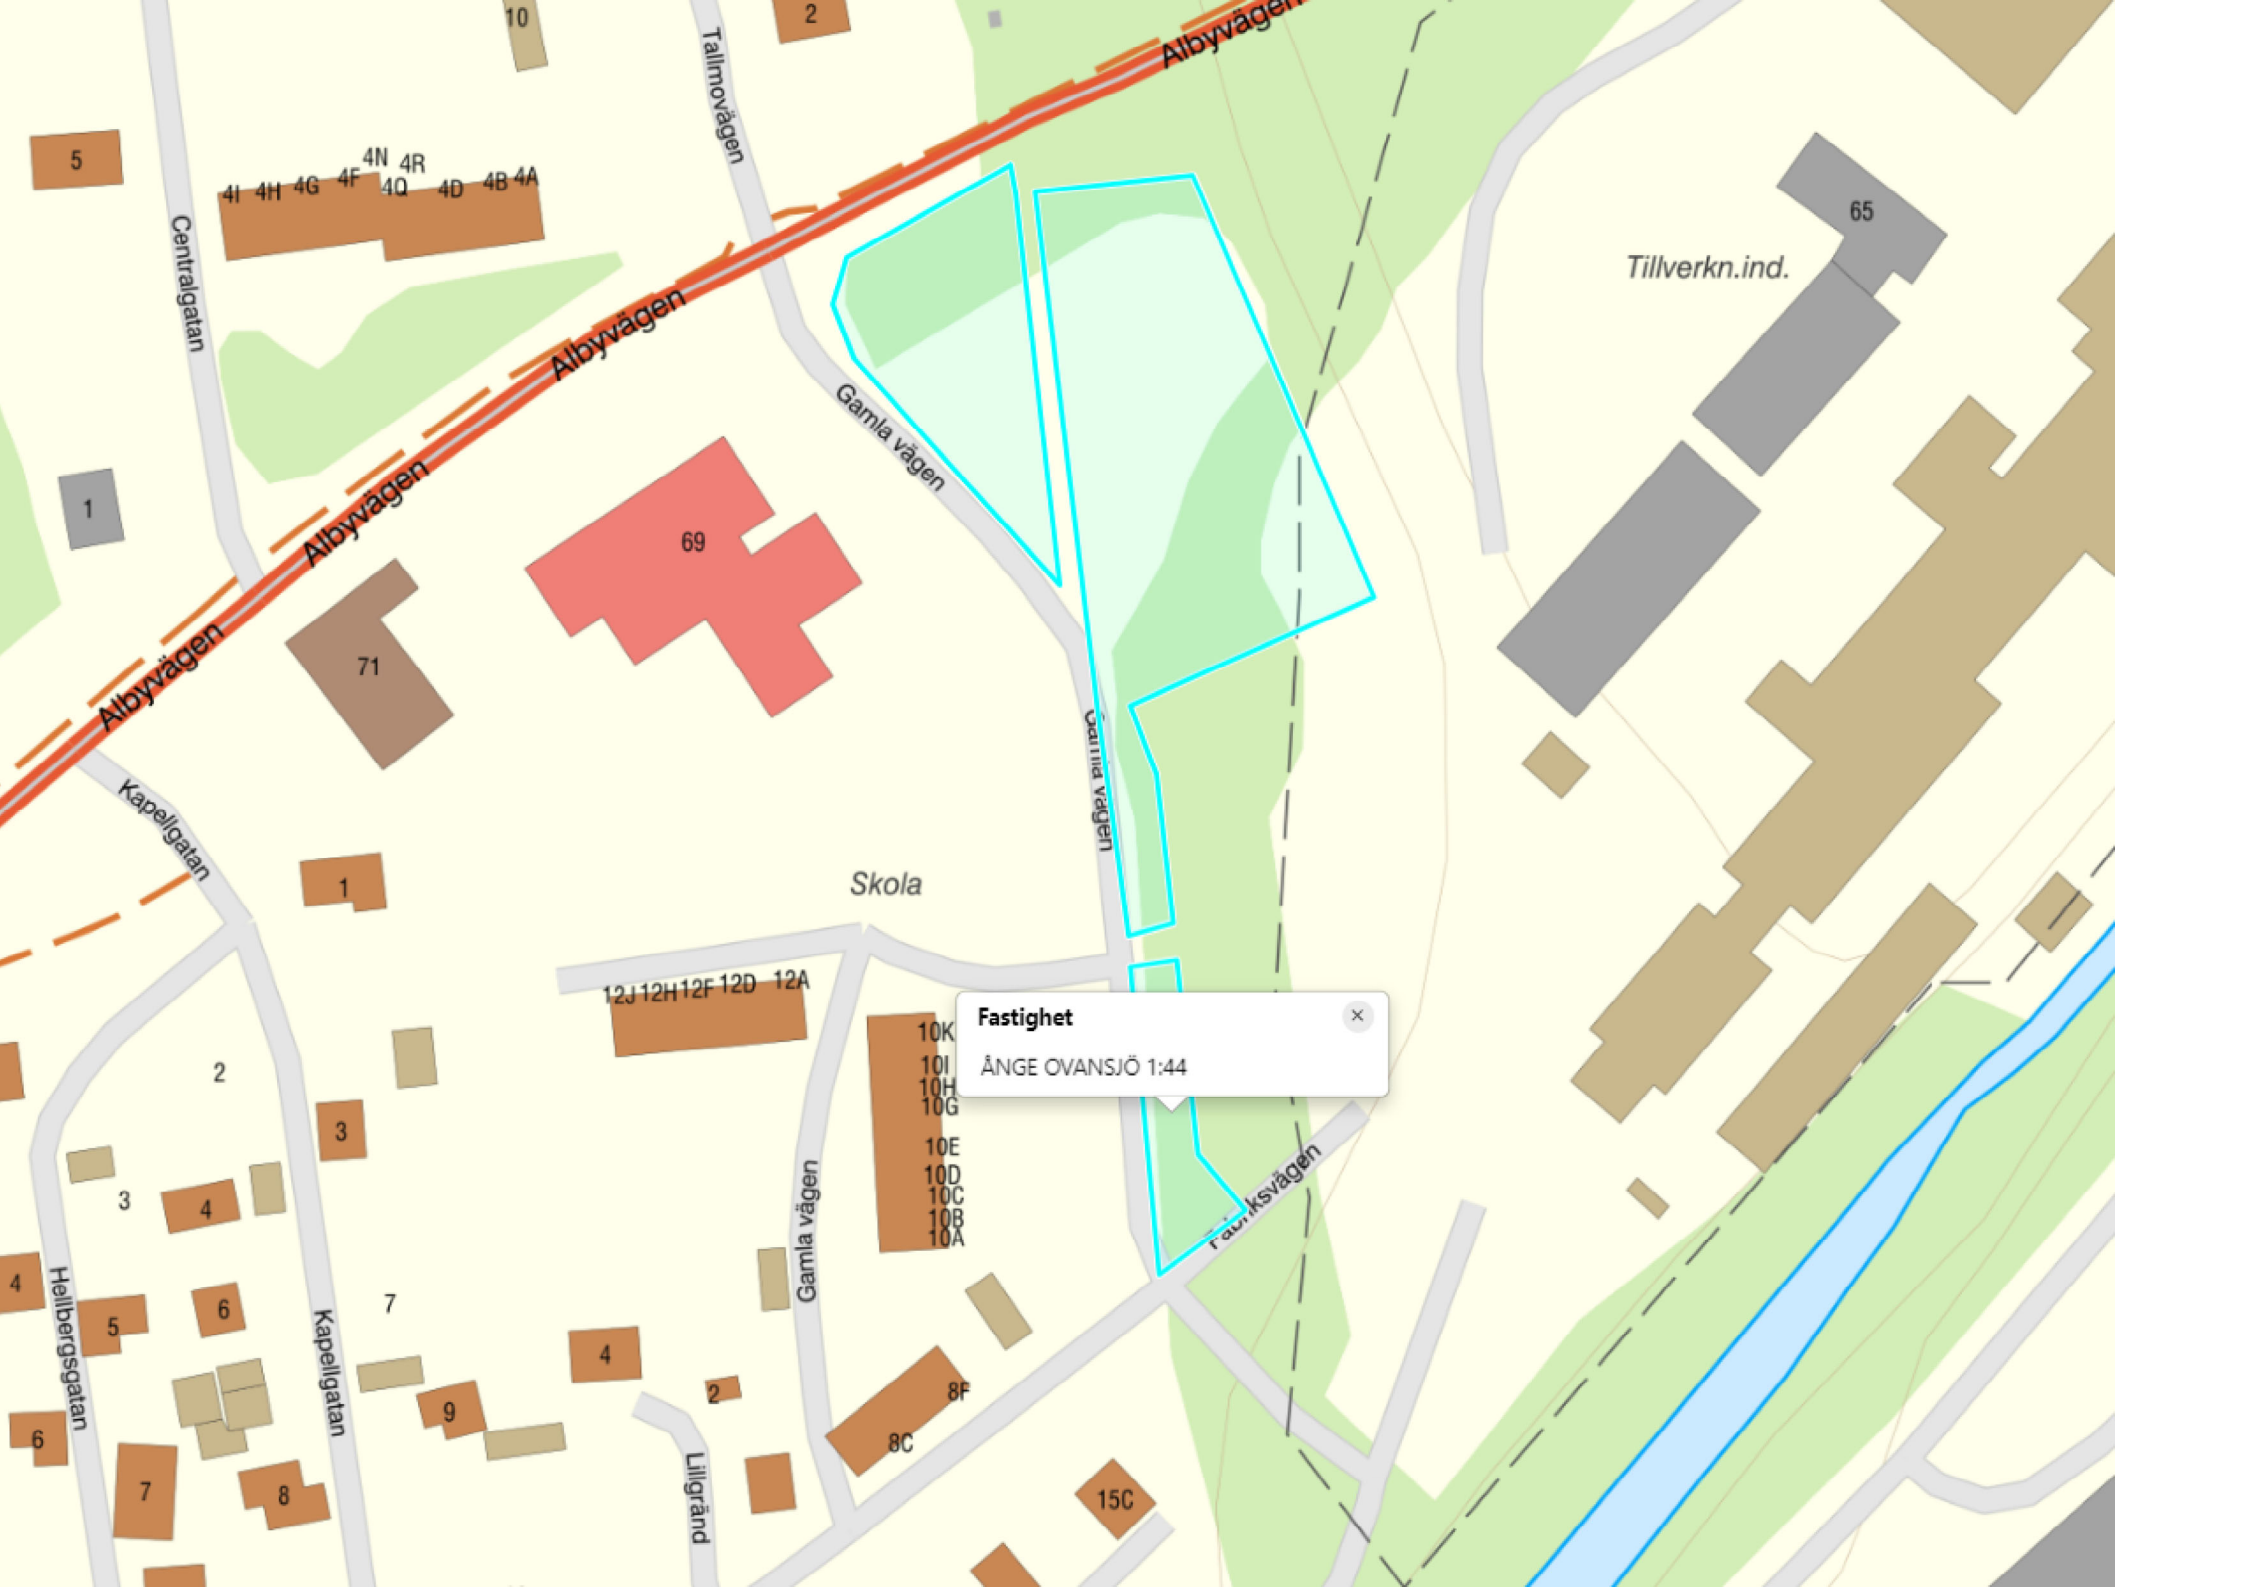 10
2
Albyvägen
Tallmovägen
5
4N
4R
4I
4H
4G
4F
4Q
4D
4B
4A
65
Tillverkn.ind.
Centralgatan
Albyvägen
Gamla vägen
1
Albyvägen
69
71
Albyvägen
Gamla vägen
Kapellgatan
1
Skola
12J
12H
12F
12D
12A
Fastighet
ÅNGE OVANSJÖ 1:44
10K
10I
10H
10G
10E
10D
10C
10B
10A
2
3
3
4
Fabriksvägen
Gamla vägen
4
Hellbergsgatan
5
6
7
Kapellgatan
4
2
8F
9
8C
6
7
8
Lillgränd
15C